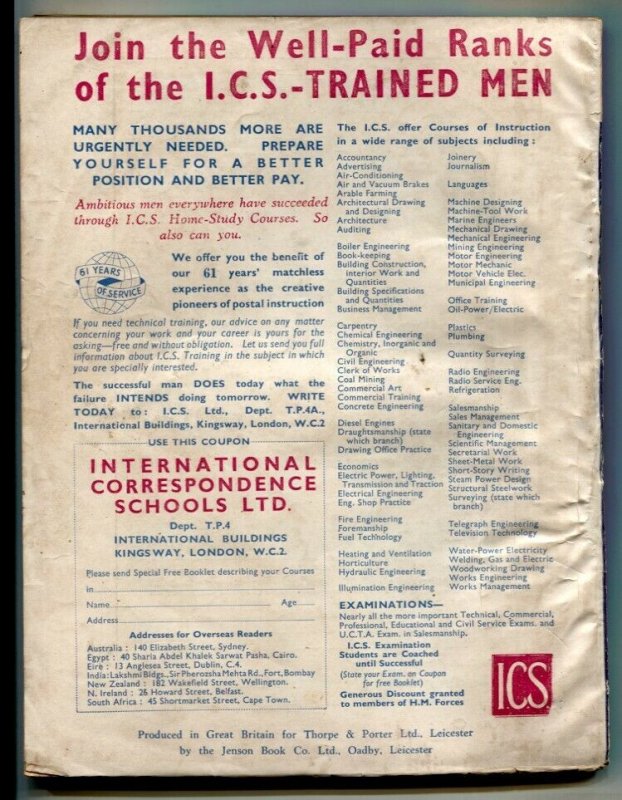 Join the Well-Paid Ranks
of the I.C.S.-TRAINED MEN
MANY THOUSANDS MORE ARE
URGENTLY NEEDED. PREPARE
YOURSELF FOR A BETTER
POSITION AND BETTER PAY.
Ambitious men everywhere have succeeded
through I.C.S. Home-Study Courses. So
also can you.
61 YEARS
OF SERVICE
We offer you the benefit of
our 61 years' matchless
experience as the creative
pioneers of postal instruction
If you need technical training, our advice on any matter
concerning your work and your career is yours for the
asking—free and without obligation. Let us send you full
information about I.C.S. Training in the subject in which
you are specially interested.
The successful man DOES today what the
failure INTENDS doing tomorrow. WRITE
TODAY to: I.C.S. Ltd., Dept. T.P.4A.,
International Buildings, Kingsway, London, W.C.2
USE THIS COUPON
INTERNATIONAL
CORRESPONDENCE
SCHOOLS LTD.
Dept. T.P.4
INTERNATIONAL BUILDINGS
KINGSWAY, LONDON, W.C.2.
Please send Special Free Booklet describing your Courses
in
Name Age
Address
Addresses for Overseas Readers
Australia : 140 Elizabeth Street, Sydney.
Egypt : 40 Sharia Abdel Khalek Sarwat Pasha, Cairo.
Eire : 13 Anglesea Street, Dublin, C.4.
India: Lakshmi Bldgs., Sir Pherozsha Mehta Rd., Fort, Bombay
New Zealand : 182 Wakefield Street, Wellington.
N. Ireland : 26 Howard Street, Belfast.
South Africa : 45 Shortmarket Street, Cape Town.
The I.C.S. offer Courses of Instruction
in a wide range of subjects including :
Accountancy
Advertising
Air-Conditioning
Air and Vacuum Brakes
Arable Farming
Architectural Drawing
and Designing
Architecture
Auditing
Boiler Engineering
Book-keeping
Building Construction,
interior Work and
Quantities
Building Specifications
and Quantities
Business Management
Carpentry
Chemical Engineering
Chemistry, Inorganic and
Organic
Civil Engineering
Clerk of Works
Coal Mining
Commercial Art
Commercial Training
Concrete Engineering
Diesel Engines
Draughtsmanship (state
which branch)
Drawing Office Practice
Economics
Electric Power, Lighting,
Transmission and Traction
Electrical Engineering
Eng. Shop Practice
Fire Engineering
Foremanship
Fuel Technology
Heating and Ventilation
Horticulture
Hydraulic Engineering
Illumination Engineering
Joinery
Journalism
Languages
Machine Designing
Machine-Tool Work
Marine Engineers
Mechanical Drawing
Mechanical Engineering
Mining Engineering
Motor Engineering
Motor Mechanic
Motor Vehicle Elec.
Municipal Engineering
Office Training
Oil-Power/Electric
Plastics
Plumbing
Quantity Surveying
Radio Engineering
Radio Service Eng.
Refrigeration
Salesmanship
Sales Management
Sanitary and Domestic
Engineering
Scientific Management
Secretarial Work
Sheet-Metal Work
Short-Story Writing
Steam Power Design
Structural Steelwork
Surveying (state which
branch)
Telegraph Engineering
Television Technology
Water-Power Electricity
Welding, Gas and Electric
Woodworking Drawing
Works Engineering
Works Management
EXAMINATIONS—
Nearly all the more important Technical, Commercial,
Professional, Educational and Civil Service Exams. and
U.C.T.A. Exam. in Salesmanship.
I.C.S. Examination
Students are Coached
until Successful
(State your Exam. on Coupon
for free Booklet)
Generous Discount granted
to members of H.M. Forces
I.C.S
Produced in Great Britain for Thorpe & Porter Ltd., Leicester
by the Jenson Book Co. Ltd., Oadby, Leicester